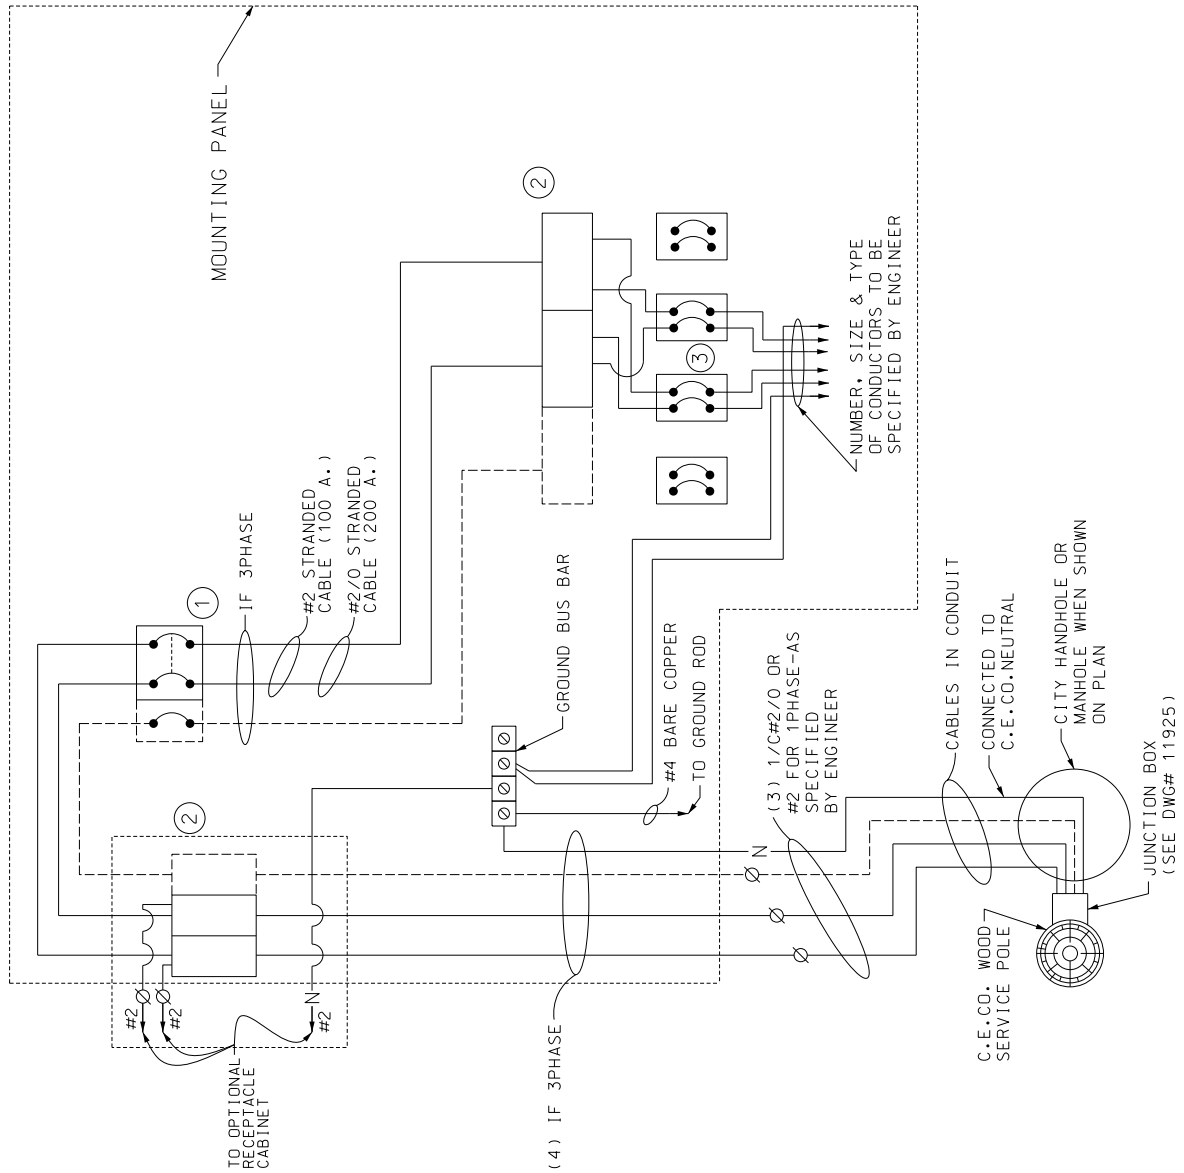 MOUNTING PANEL
2
3
NUMBER, SIZE & TYPE
OF CONDUCTORS TO BE
SPECIFIED BY ENGINEER
1
IF 3PHASE
#2 STRANDED
CABLE (100 A.)
#2/0 STRANDED
CABLE (200 A.)
GROUND BUS BAR
#4 BARE COPPER
TO GROUND ROD
(3) 1/C#2/0 OR
#2 FOR 1PHASE-AS
SPECIFIED
BY ENGINEER
CABLES IN CONDUIT
CONNECTED TO
C.E.CO.NEUTRAL
CITY HANDHOLE OR
MANHOLE WHEN SHOWN
ON PLAN
JUNCTION BOX
(SEE DWG# 11925)
2
N
N
#2
#2
#2
TO OPTIONAL
RECEPTACLE
CABINET
(4) IF 3PHASE
C.E.CO. WOOD
SERVICE POLE